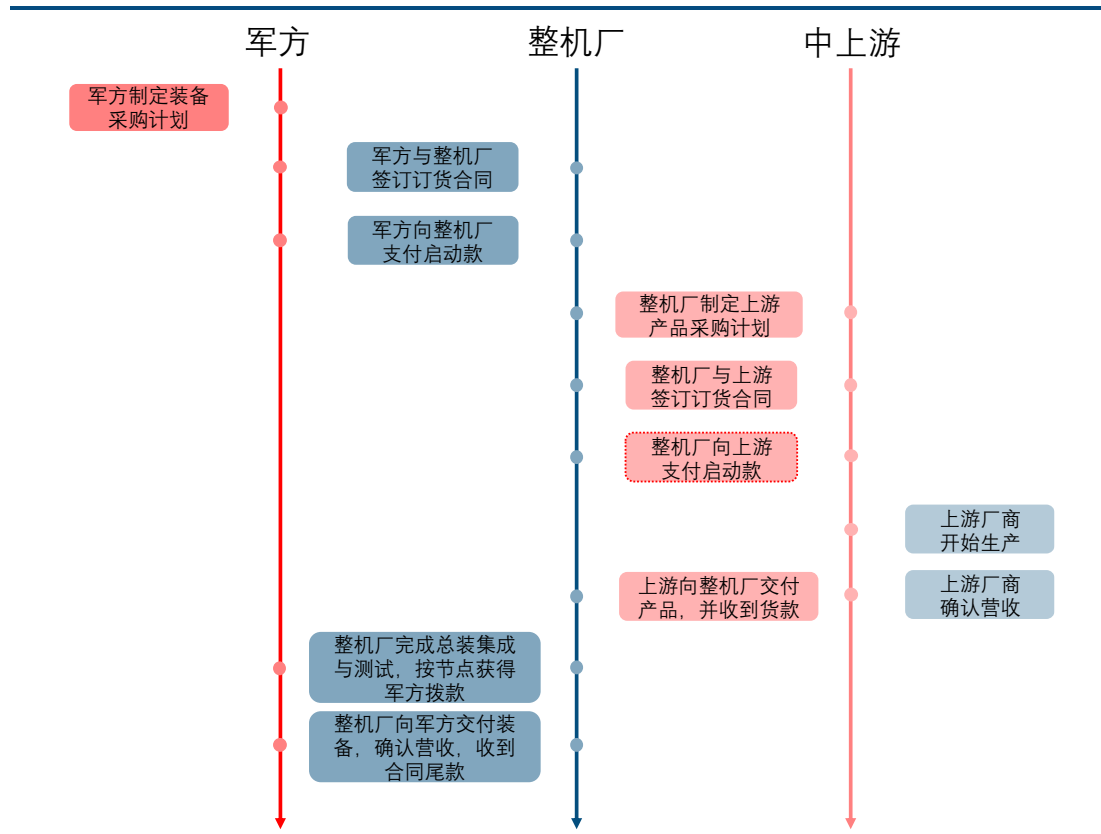 军方
整机厂
中上游
军方制定装备
采购计划
军方与整机厂
签订订货合同
军方向整机厂
支付启动款
整机厂制定上游
产品采购计划
整机厂与上游
签订订货合同
整机厂向上游
支付启动款
上游厂商
开始生产
上游向整机厂交付
产品，并收到货款
上游厂商
确认营收
整机厂完成总装集成
与测试，按节点获得
军方拨款
整机厂向军方交付装
备，确认营收，收到
合同尾款